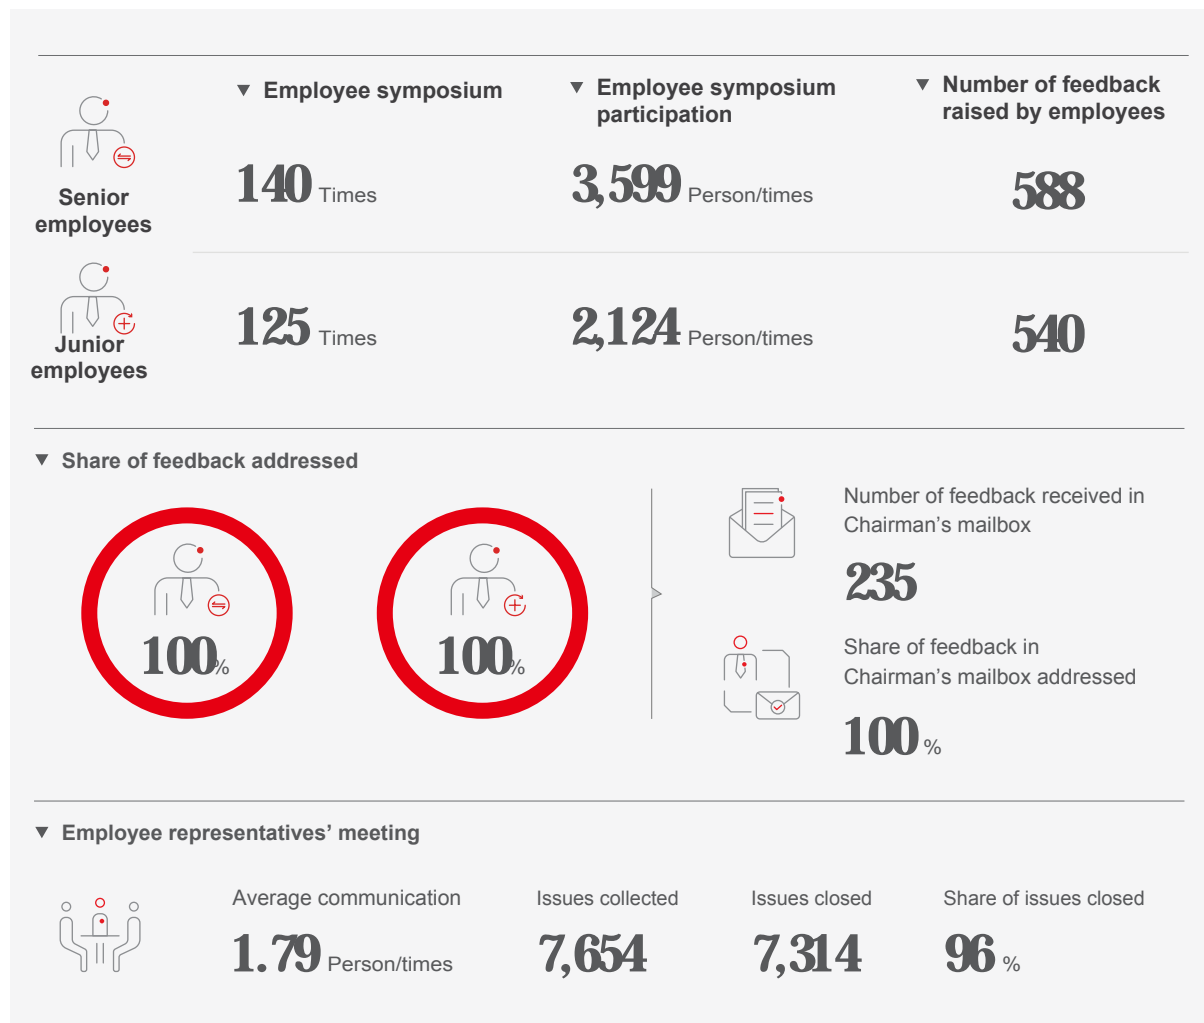 ▼ Employee symposium
▼ Employee symposium
participation
▼ Number of feedback
raised by employees
Senior
employees
140 Times
3,599 Person/times
588
Junior
employees
125 Times
2,124 Person/times
540
▼ Share of feedback addressed
100%
100%
Number of feedback received in
Chairman’s mailbox
235
Share of feedback in
Chairman’s mailbox addressed
100 %
▼ Employee representatives’ meeting
Average communication
1.79 Person/times
Issues collected
7,654
Issues closed
7,314
Share of issues closed
96 %